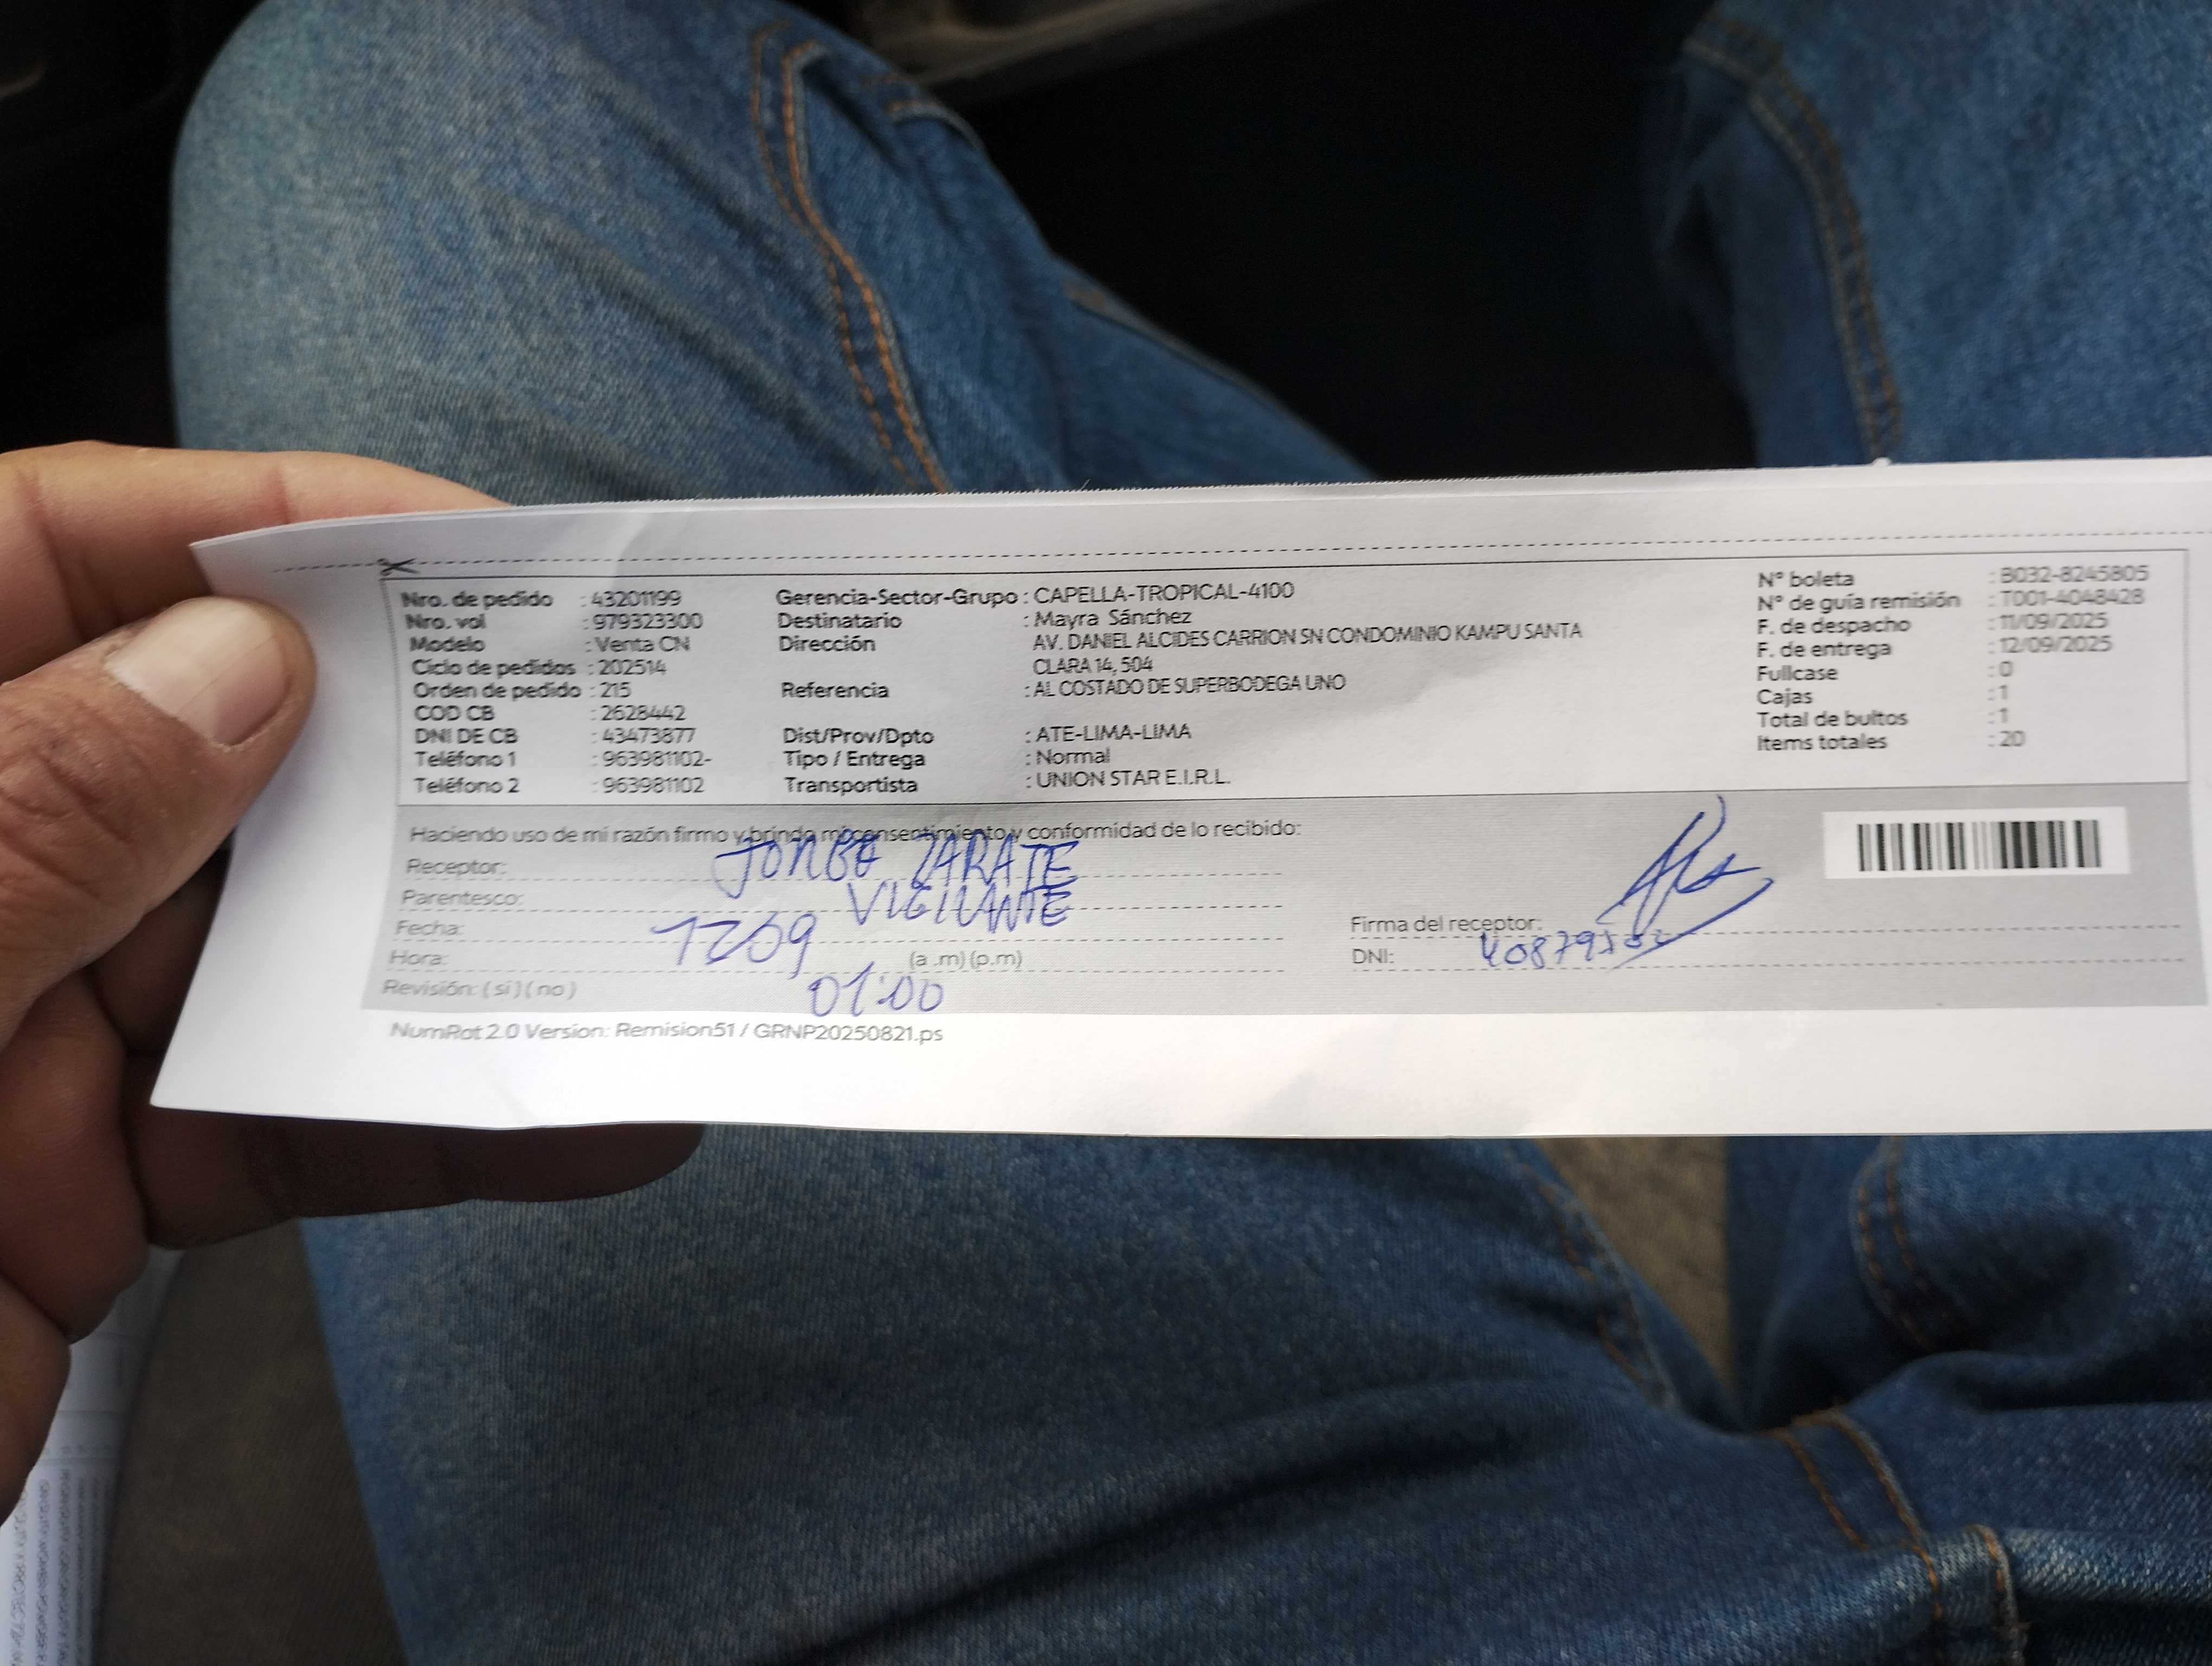 Nro. de pedido : 43201199
Nro. vol : 979323300
Modelo : Venta CN
Ciclo de pedidos : 202514
Orden de pedido : 215
COD CB : 2628442
DNI DE CB : 43473877
Teléfono 1 : 963981102-
Teléfono 2 : 963981102
Gerencia-Sector-Grupo : CAPELLA-TROPICAL-4100
Destinatario : Mayra Sánchez
Dirección AV. DANIEL ALCIDES CARRION SN CONDOMINIO KAMPU SANTA
CLARA 14, 504
Referencia : AL COSTADO DE SUPERBODEGA UNO
Dist/Prov/Dpto : ATE-LIMA-LIMA
Tipo / Entrega : Normal
Transportista : UNION STAR E.I.R.L.
N° boleta : B032-8245805
N° de guía remisión : T001-4048428
F. de despacho : 11/09/2025
F. de entrega : 12/09/2025
Fullcase : 0
Cajas : 1
Total de bultos : 1
Items totales : 20
Haciendo uso de mi razón firmo y brindo mi consentimiento y conformidad de lo recibido:
Receptor: JORGE ZARATE
Parentesco: VIGILANTE
Fecha: 1209
Hora: (a .m) (p.m)
01:00
Revisión: ( si ) ( no )
Firma del receptor:
DNI:
NumRot 2.0 Version: Remision51 / GRNP20250821.ps